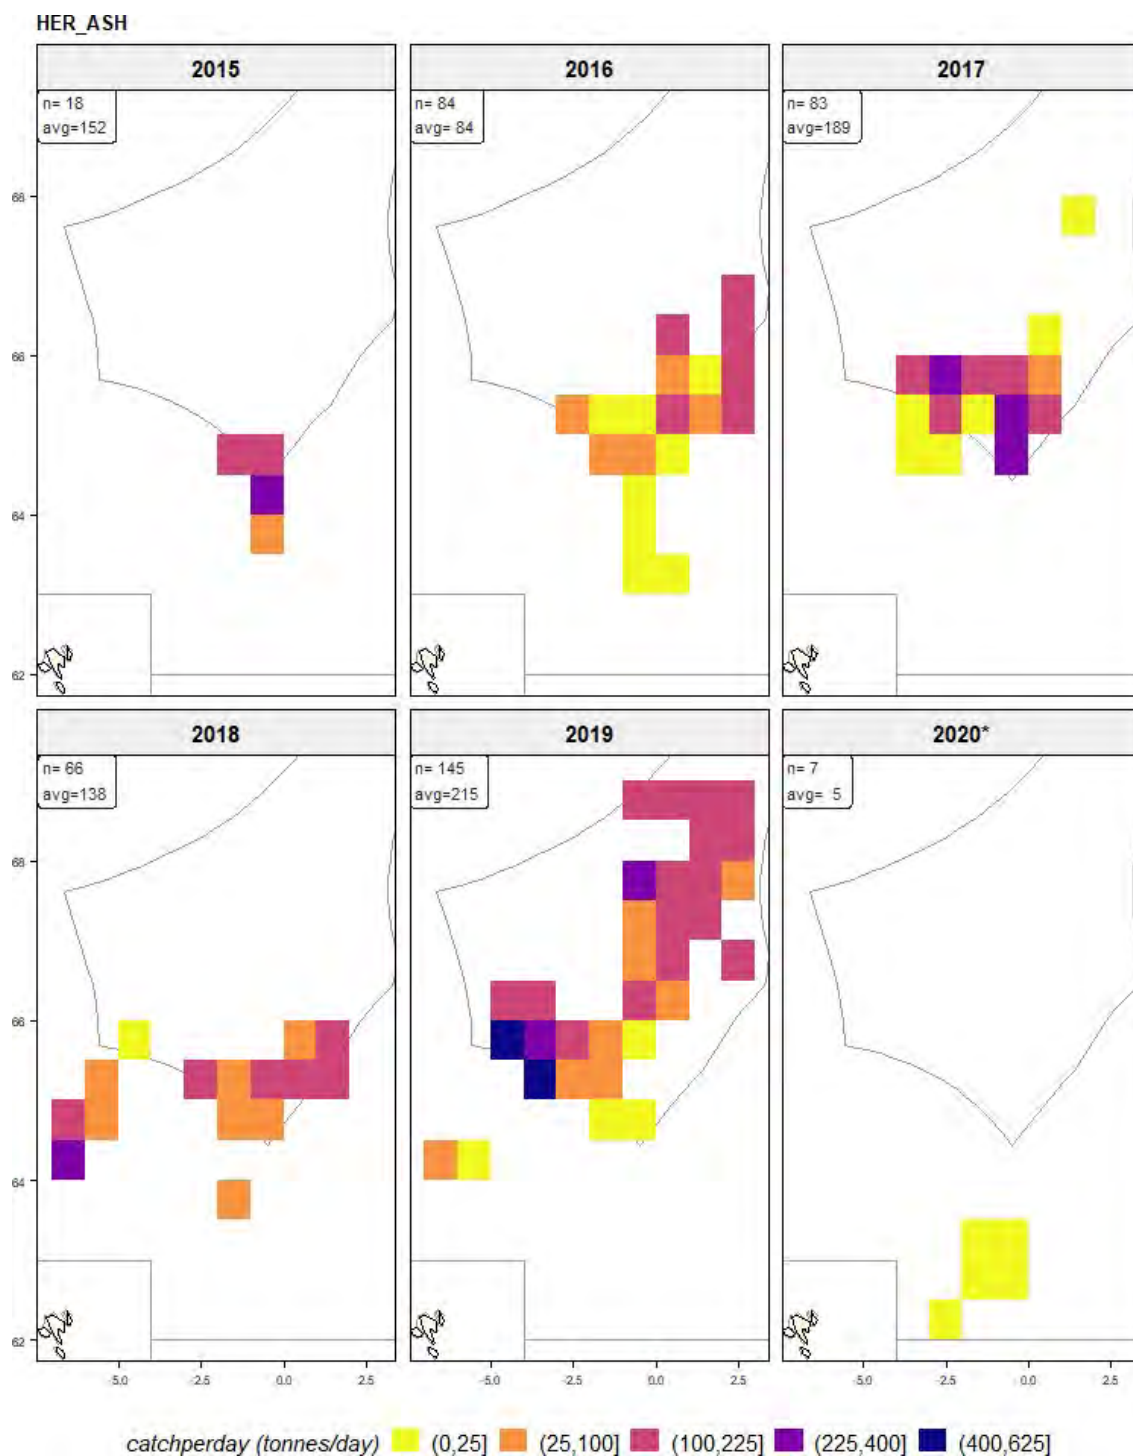 HER_ASH
2015 2016 2017
n= 18 n= 84 n= 83
avg=152 avg= 84 avg=189
68
66
64
62
2018 2019 2020*
n= 66 n= 145 n= 7
avg=138 avg=215 avg= 5
68
66
64
62
-5.0 -2.5 0.0 2.5 -5.0 -2.5 0.0 2.5 -5.0 -2.5 0.0 2.5
catchperday (tonnes/day) (0,25] (25,100] (100,225] (225,400] (400,625]